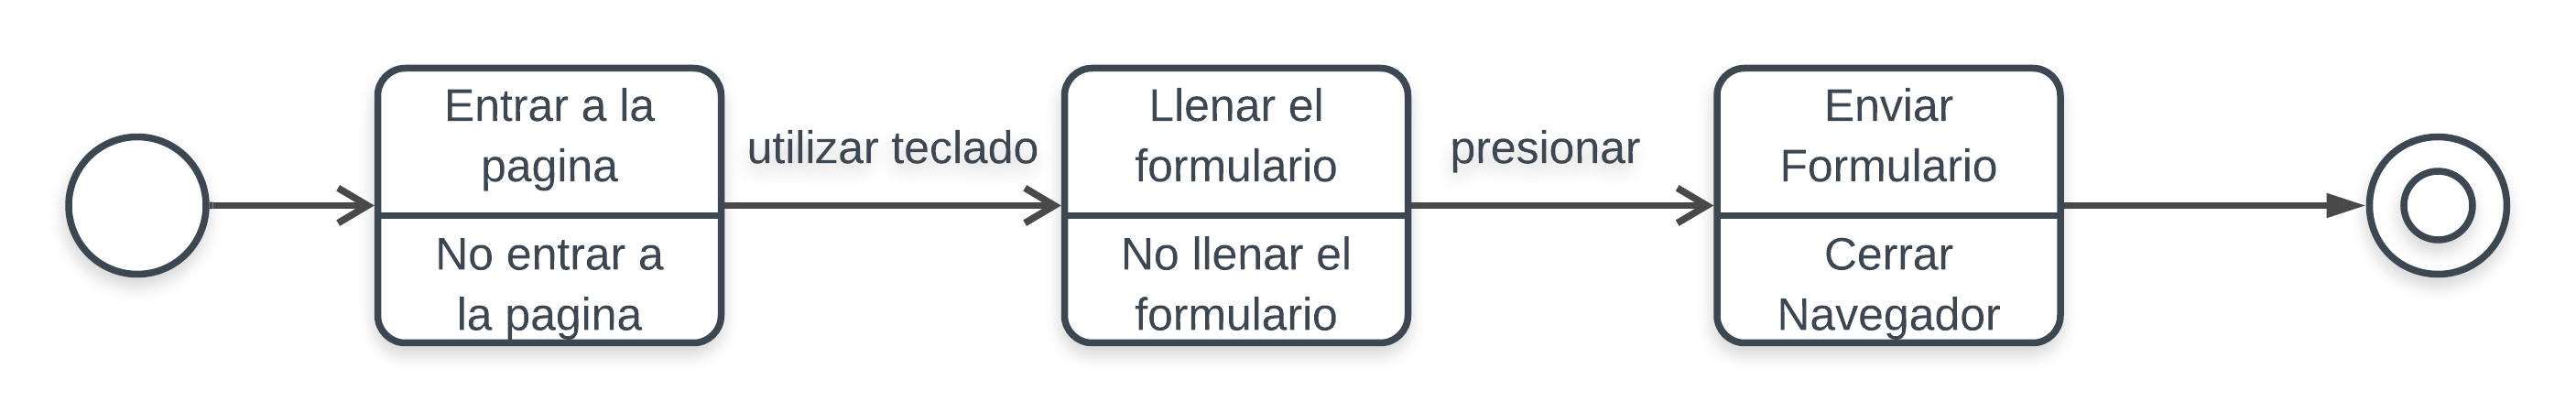 Entrar a la
pagina
No entrar a
la pagina
utilizar teclado
Llenar el
formulario
No llenar el
formulario
presionar
Enviar
Formulario
Cerrar
Navegador